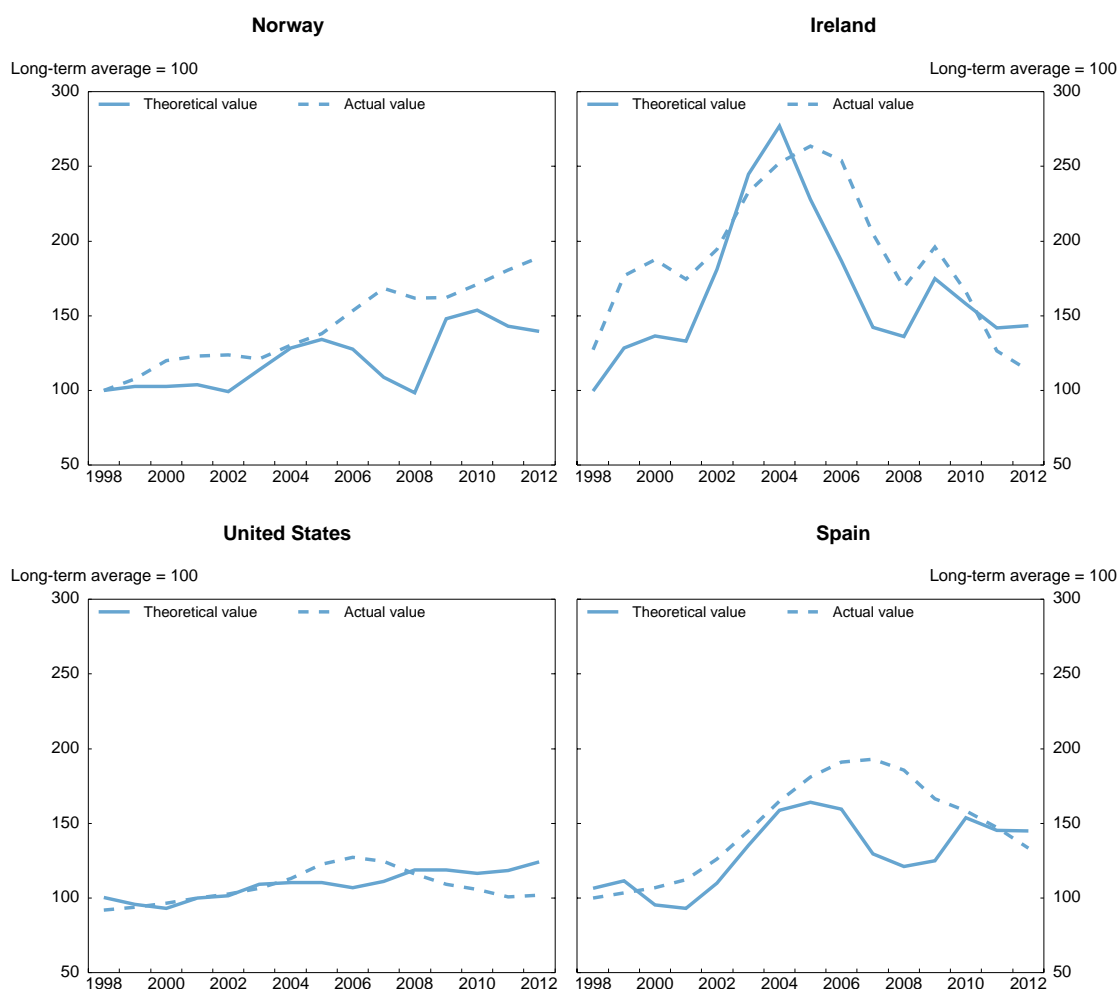 Norway
Ireland
Long-term average = 100
Long-term average = 100
300
300
Theoretical value
Actual value
Theoretical value
Actual value
250
250
200
200
150
150
100
100
50
50
1998 2000 2002 2004 2006 2008 2010 2012
1998 2000 2002 2004 2006 2008 2010 2012
United States
Spain
Long-term average = 100
Long-term average = 100
300
300
Theoretical value
Actual value
Theoretical value
Actual value
250
250
200
200
150
150
100
100
50
50
1998 2000 2002 2004 2006 2008 2010 2012
1998 2000 2002 2004 2006 2008 2010 2012